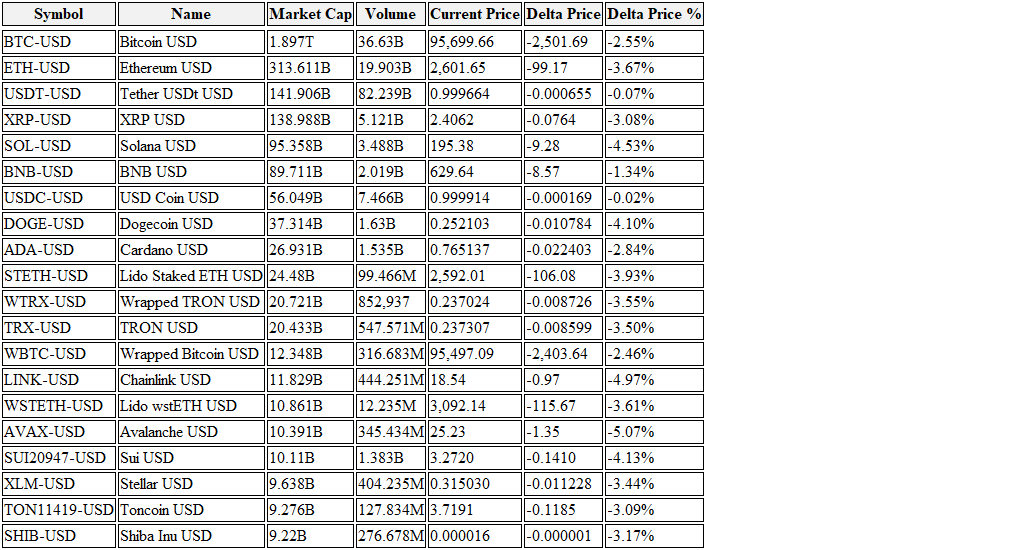 Symbol Name Market Cap Volume Current Price Delta Price Delta Price %
BTC-USD Bitcoin USD 1.897T 36.63B 95,699.66 -2,501.69 -2.55%
ETH-USD Ethereum USD 313.611B 19.903B 2,601.65 -99.17 -3.67%
USDT-USD Tether USDt USD 141.906B 82.239B 0.999664 -0.000655 -0.07%
XRP-USD XRP USD 138.988B 5.121B 2.4062 -0.0764 -3.08%
SOL-USD Solana USD 95.358B 3.488B 195.38 -9.28 -4.53%
BNB-USD BNB USD 89.711B 2.019B 629.64 -8.57 -1.34%
USDC-USD USD Coin USD 56.049B 7.466B 0.999914 -0.000169 -0.02%
DOGE-USD Dogecoin USD 37.314B 1.63B 0.252103 -0.010784 -4.10%
ADA-USD Cardano USD 26.931B 1.535B 0.765137 -0.022403 -2.84%
STETH-USD Lido Staked ETH USD 24.48B 99.466M 2,592.01 -106.08 -3.93%
WTRX-USD Wrapped TRON USD 20.721B 852,937 0.237024 -0.008726 -3.55%
TRX-USD TRON USD 20.433B 547.571M 0.237307 -0.008599 -3.50%
WBTC-USD Wrapped Bitcoin USD 12.348B 316.683M 95,497.09 -2,403.64 -2.46%
LINK-USD Chainlink USD 11.829B 444.251M 18.54 -0.97 -4.97%
WSTETH-USD Lido wstETH USD 10.861B 12.235M 3,092.14 -115.67 -3.61%
AVAX-USD Avalanche USD 10.391B 345.434M 25.23 -1.35 -5.07%
SUI20947-USD Sui USD 10.11B 1.383B 3.2720 -0.1410 -4.13%
XLM-USD Stellar USD 9.638B 404.235M 0.315030 -0.011228 -3.44%
TON11419-USD Toncoin USD 9.276B 127.834M 3.7191 -0.1185 -3.09%
SHIB-USD Shiba Inu USD 9.22B 276.678M 0.000016 -0.000001 -3.17%